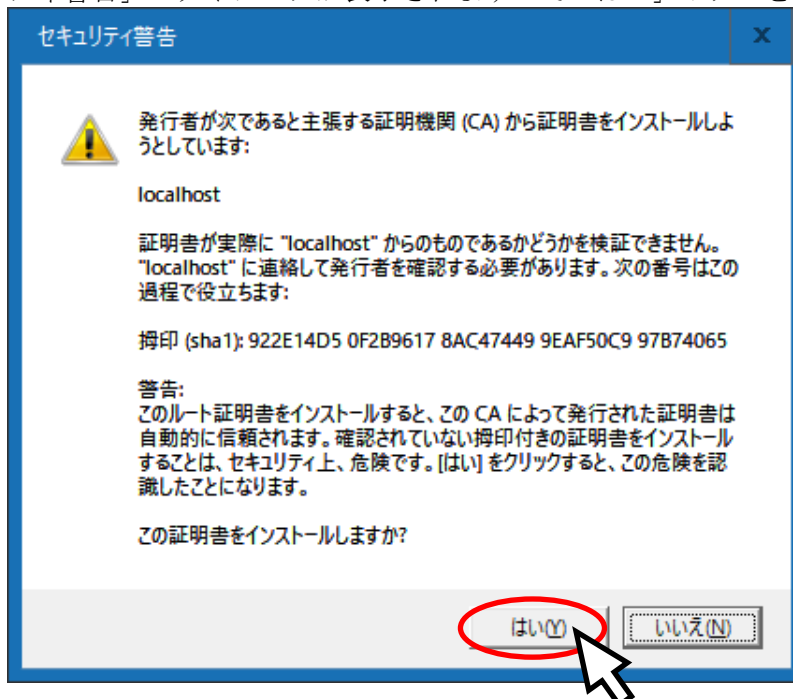 セキュリティ警告
発行者が次であると主張する証明機関 (CA) から証明書をインストールしよ
うとしています:
localhost
証明書が実際に "localhost" からのものであるかどうかを検証できません。
"localhost" に連絡して発行者を確認する必要があります。次の番号はこの
過程で役立ちます:
拇印 (sha1): 922E14D5 0F2B9617 8AC47449 9EAF50C9 97B74065
警告:
このルート証明書をインストールすると、この CA によって発行された証明書は
自動的に信頼されます。確認されていない拇印付きの証明書をインストール
することは、セキュリティ上、危険です。[はい] をクリックすると、この危険を認
識したことになります。
この証明書をインストールしますか?
はい(Y) いいえ(N)